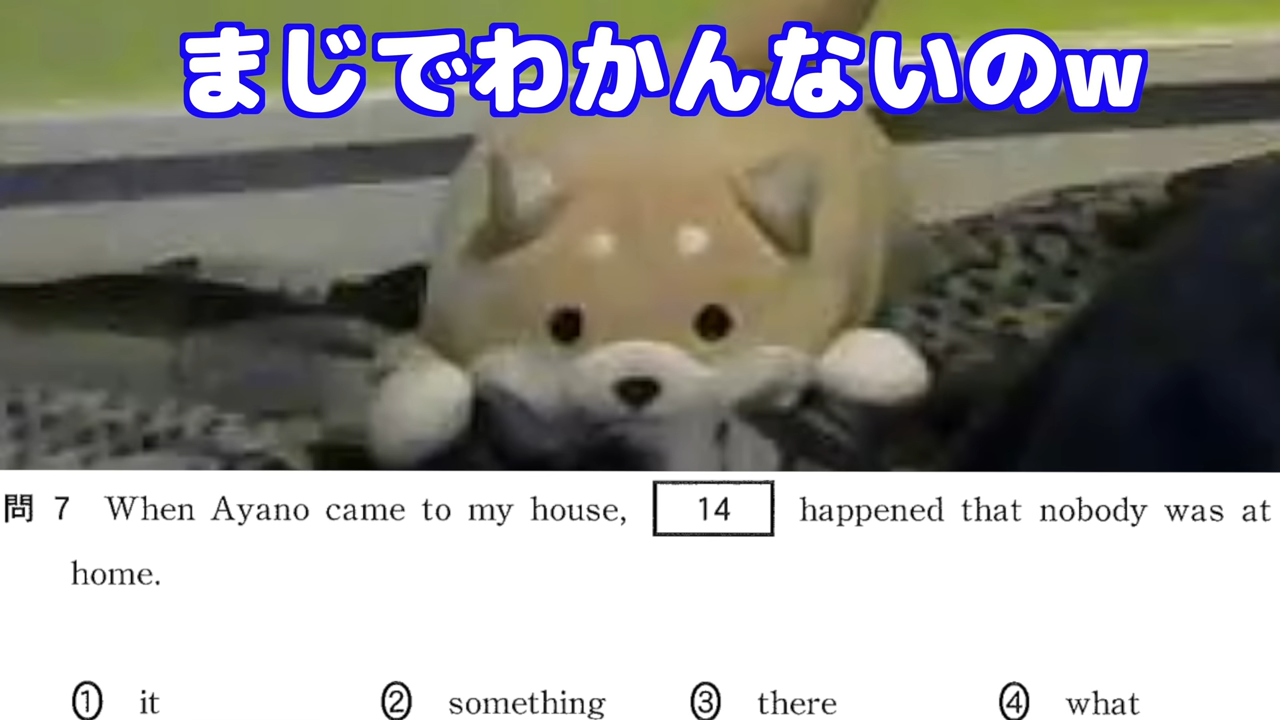 まじでわかんないのw
問 7 When Ayano came to my house, 14 happened that nobody was at
home.
① it ② something ③ there ④ what